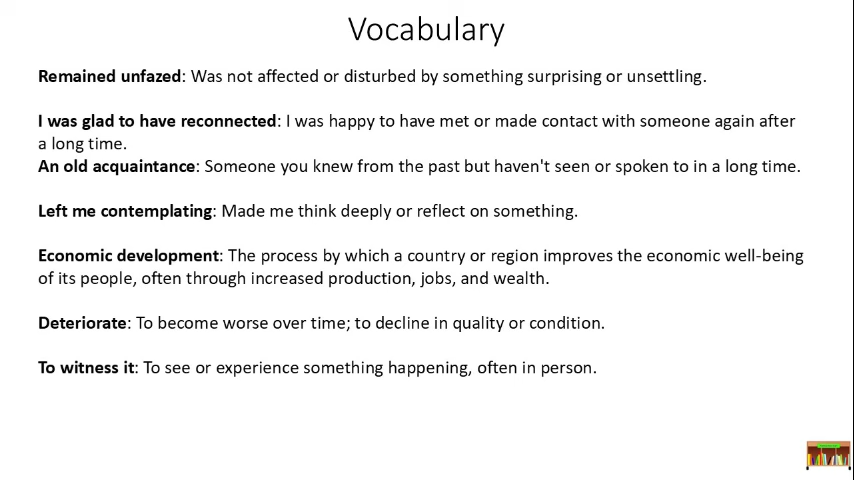 Vocabulary
Remained unfazed: Was not affected or disturbed by something surprising or unsettling.
I was glad to have reconnected: I was happy to have met or made contact with someone again after
a long time.
An old acquaintance: Someone you knew from the past but haven't seen or spoken to in a long time.
Left me contemplating: Made me think deeply or reflect on something.
Economic development: The process by which a country or region improves the economic well-being
of its people, often through increased production, jobs, and wealth.
Deteriorate: To become worse over time; to decline in quality or condition.
To witness it: To see or experience something happening, often in person.